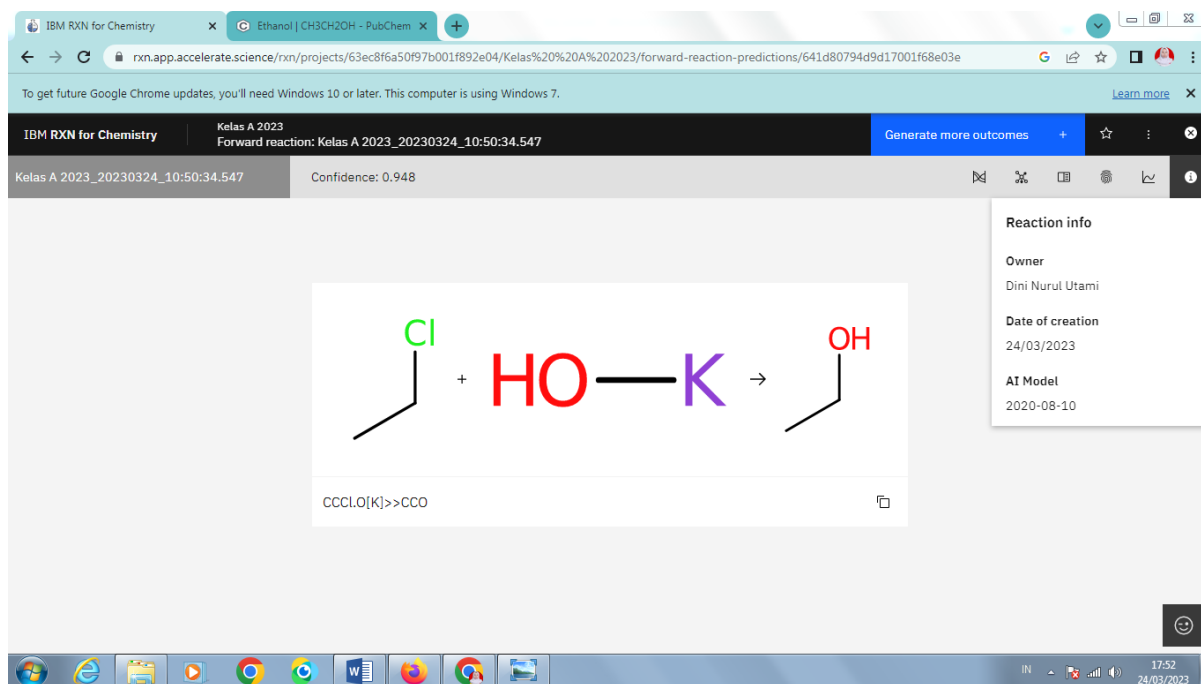 IBM RXN for Chemistry
Ethanol | CH3CH2OH - PubChem
rxn.app.accelerate.science/rxn/projects/63ec8f6a50f97b001f892e04/Kelas%20%20A%202023/forward-reaction-predictions/641d80794d9d17001f68e03e
To get future Google Chrome updates, you'll need Windows 10 or later. This computer is using Windows 7.
Learn more
IBM RXN for Chemistry
Kelas A 2023
Forward reaction: Kelas A 2023_20230324_10:50:34.547
Generate more outcomes +
Kelas A 2023_20230324_10:50:34.547
Confidence: 0.948
Reaction info
Owner
Dini Nurul Utami
Date of creation
24/03/2023
AI Model
2020-08-10
Cl + HO K → OH
CCCl.O[K]>>CCO
IN
17:52
24/03/2023